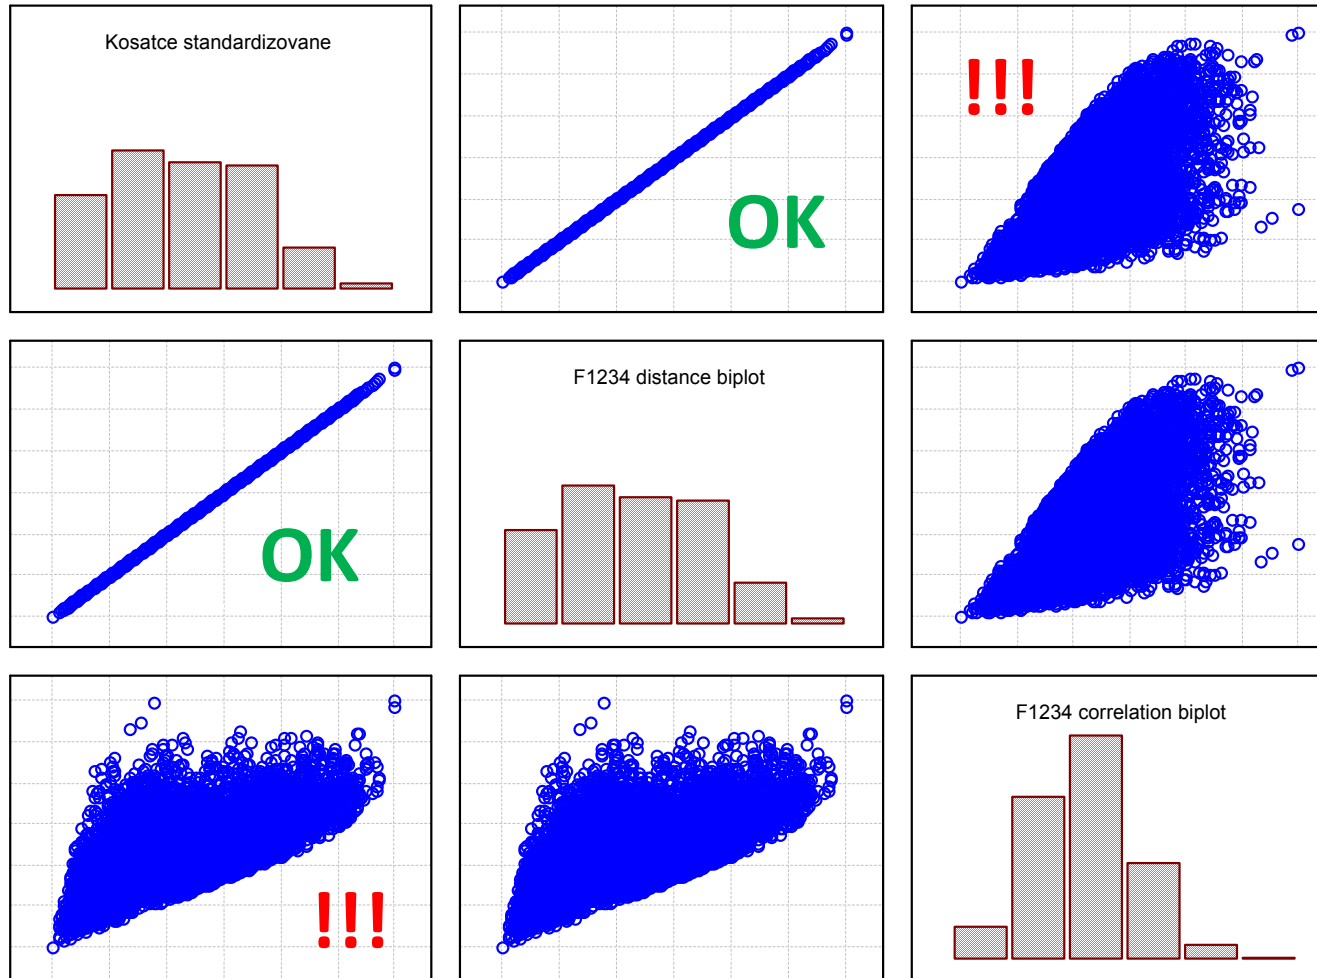 Kosatce standardizovane
OK
!!!
OK
F1234 distance biplot
!!!
F1234 correlation biplot